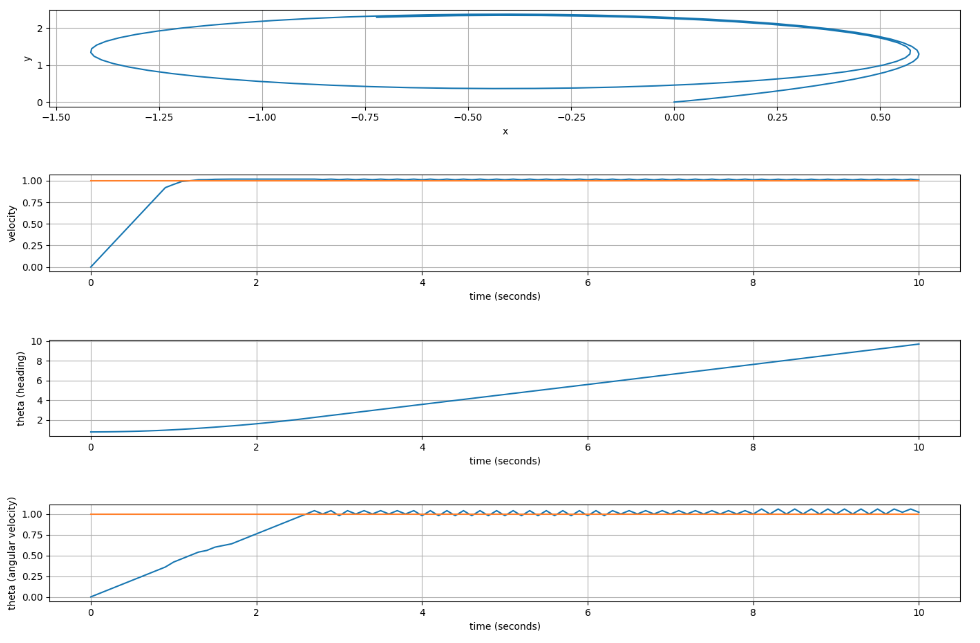 2
1
0
y
−1.50 −1.25 −1.00 −0.75 −0.50 −0.25 0.00 0.25 0.50
x
1.00
0.75
0.50
0.25
0.00
velocity
0 2 4 6 8 10
time (seconds)
10
8
6
4
2
theta (heading)
0 2 4 6 8 10
time (seconds)
1.00
0.75
0.50
0.25
0.00
theta (angular velocity)
0 2 4 6 8 10
time (seconds)